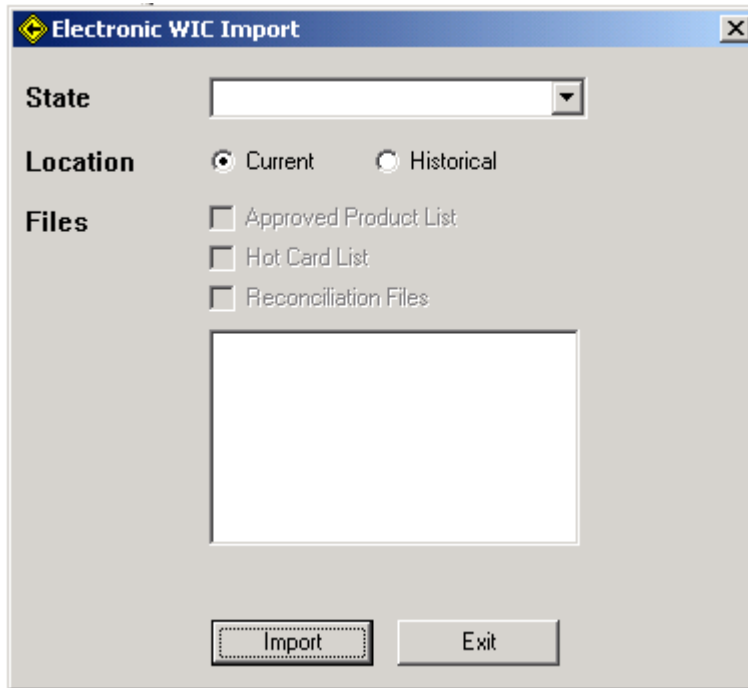 Electronic WIC Import
State
Location Current Historical
Files Approved Product List
Hot Card List
Reconciliation Files
Import Exit